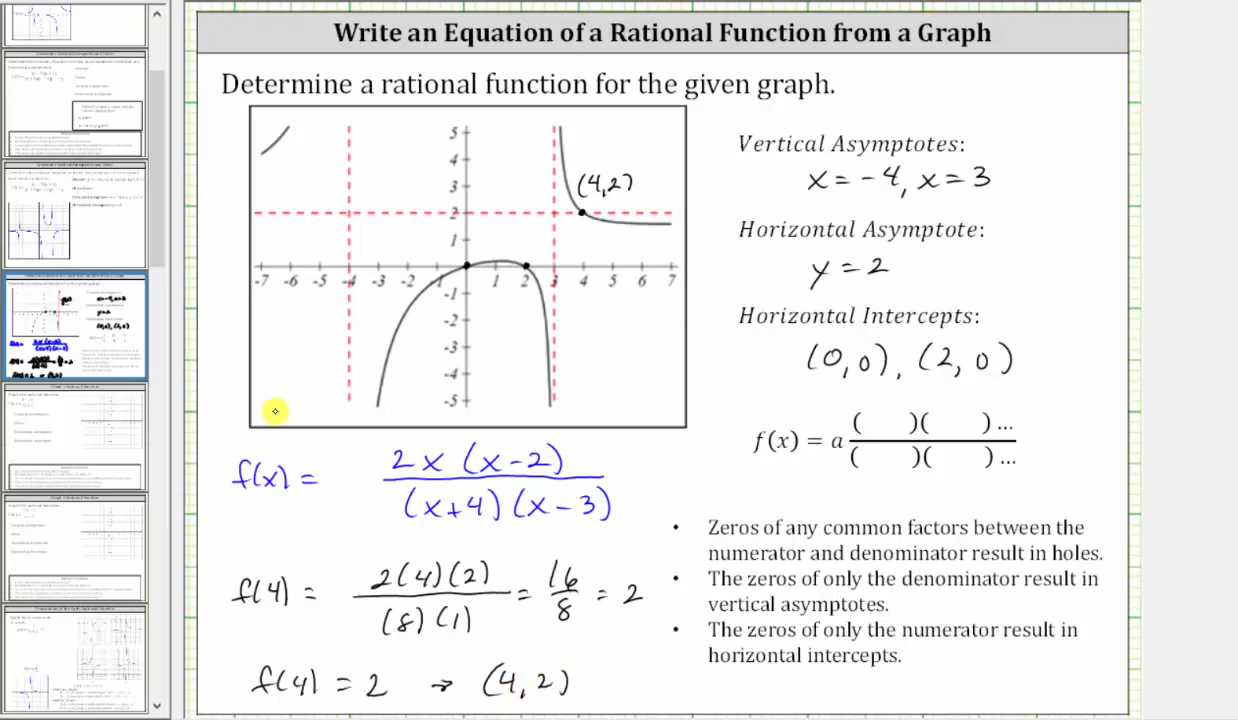 Write an Equation of a Rational Function from a Graph
Determine a rational function for the given graph.
5
4
3
2
1
-7 -6 -5 -4 -3 -2 -1 1 2 3 4 5 6 7
-1
-2
-3
-4
-5
(4,2)
Vertical Asymptotes:
x = -4, x = 3
Horizontal Asymptote:
y = 2
Horizontal Intercepts:
(0,0), (2,0)
f(x) = a ( )( ) ... / ( )( ) ...
f(x) = 2x (x-2) / (x+4)(x-3)
f(4) = 2(4)(2) / (8)(1) = 16/8 = 2
f(4) = 2 → (4,2)
• Zeros of any common factors between the
numerator and denominator result in holes.
• The zeros of only the denominator result in
vertical asymptotes.
• The zeros of only the numerator result in
horizontal intercepts.